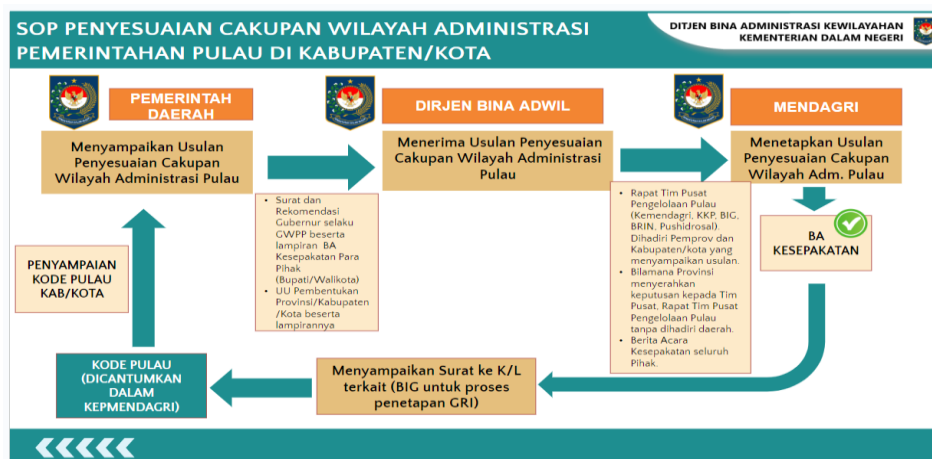 SOP PENYESUAIAN CAKUPAN WILAYAH ADMINISTRASI
PEMERINTAHAN PULAU DI KABUPATEN/KOTA
DITJEN BINA ADMINISTRASI KEWILAYAHAN
KEMENTERIAN DALAM NEGERI
PEMERINTAH
DAERAH
Menyampaikan Usulan
Penyesuaian Cakupan
Wilayah Administrasi Pulau
DIRJEN BINA ADWIL
Menerima Usulan Penyesuaian
Cakupan Wilayah Administrasi
Pulau
MENDAGRI
Menetapkan Usulan
Penyesuaian Cakupan
Wilayah Adm. Pulau
• Surat dan
Rekomendasi
Gubernur selaku
GWPP beserta
lampiran BA
Kesepakatan Para
Pihak
(Bupati/Walikota)
• UU Pembentukan
Provinsi/Kabupaten
/Kota beserta
lampirannya
• Rapat Tim Pusat
Pengelolaan Pulau
(Kemendagri, KKP, BIG,
BRIN, Pushidrosal).
Dihadiri Pemprov dan
Kabupaten/kota yang
menyampaikan usulan.
• Bilamana Provinsi
menyerahkan
keputusan kepada Tim
Pusat, Rapat Tim Pusat
Pengelolaan Pulau
tanpa dihadiri daerah.
• Berita Acara
Kesepakatan seluruh
Pihak.
BA
KESEPAKATAN
Menyampaikan Surat ke K/L
terkait (BIG untuk proses
penetapan GRI)
KODE PULAU
(DICANTUMKAN
DALAM
KEPMENDAGRI)
PENYAMPAIAN
KODE PULAU
KAB/KOTA